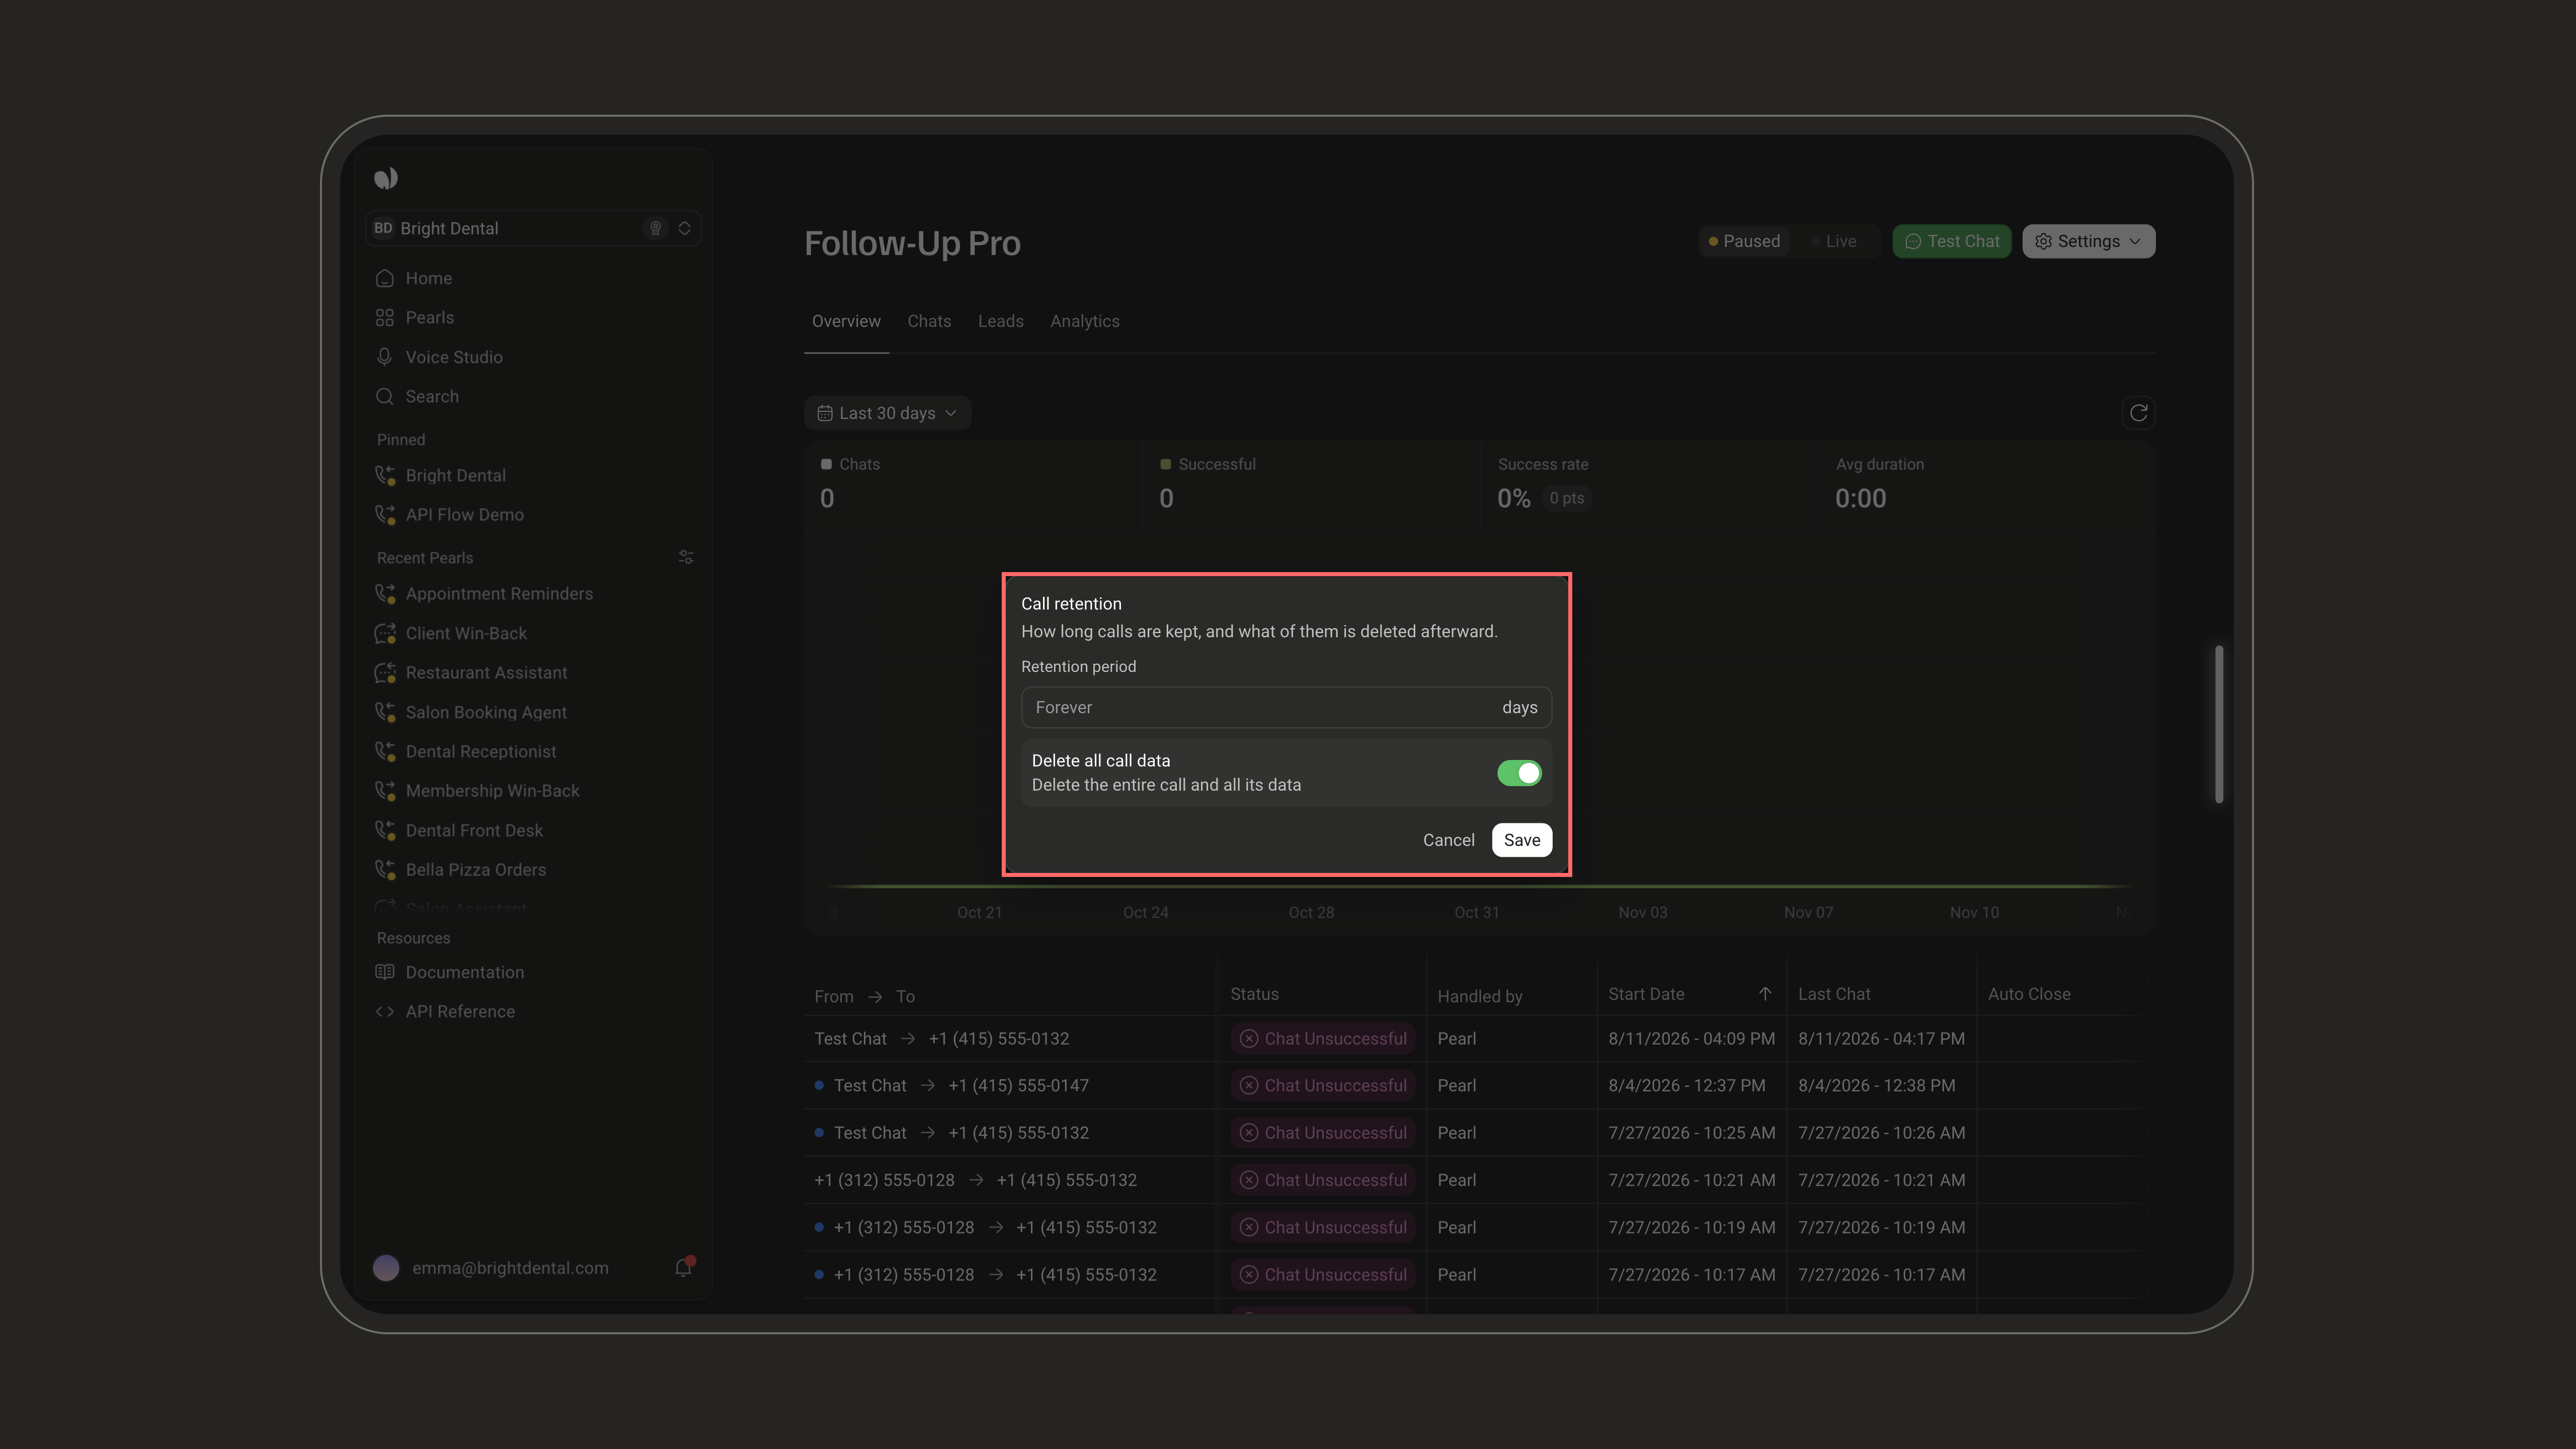 BD Bright Dental
Home
Pearls
Voice Studio
Search
Pinned
Bright Dental
API Flow Demo
Recent Pearls
Appointment Reminders
Client Win-Back
Restaurant Assistant
Salon Booking Agent
Dental Receptionist
Membership Win-Back
Dental Front Desk
Bella Pizza Orders
Salon Assistant
Resources
Documentation
API Reference
emma@brightdental.com
Follow-Up Pro
Paused Live Test Chat Settings
Overview Chats Leads Analytics
Last 30 days
Chats Successful Success rate Avg duration
0 0 0% 0 pts 0:00
Call retention
How long calls are kept, and what of them is deleted afterward.
Retention period
Forever days
Delete all call data
Delete the entire call and all its data
Cancel Save
Oct 21 Oct 24 Oct 28 Oct 31 Nov 03 Nov 07 Nov 10
From → To Status Handled by Start Date ↑ Last Chat Auto Close
Test Chat → +1 (415) 555-0132 Chat Unsuccessful Pearl 8/11/2026 - 04:09 PM 8/11/2026 - 04:17 PM
Test Chat → +1 (415) 555-0147 Chat Unsuccessful Pearl 8/4/2026 - 12:37 PM 8/4/2026 - 12:38 PM
Test Chat → +1 (415) 555-0132 Chat Unsuccessful Pearl 7/27/2026 - 10:25 AM 7/27/2026 - 10:26 AM
+1 (312) 555-0128 → +1 (415) 555-0132 Chat Unsuccessful Pearl 7/27/2026 - 10:21 AM 7/27/2026 - 10:21 AM
+1 (312) 555-0128 → +1 (415) 555-0132 Chat Unsuccessful Pearl 7/27/2026 - 10:19 AM 7/27/2026 - 10:19 AM
+1 (312) 555-0128 → +1 (415) 555-0132 Chat Unsuccessful Pearl 7/27/2026 - 10:17 AM 7/27/2026 - 10:17 AM